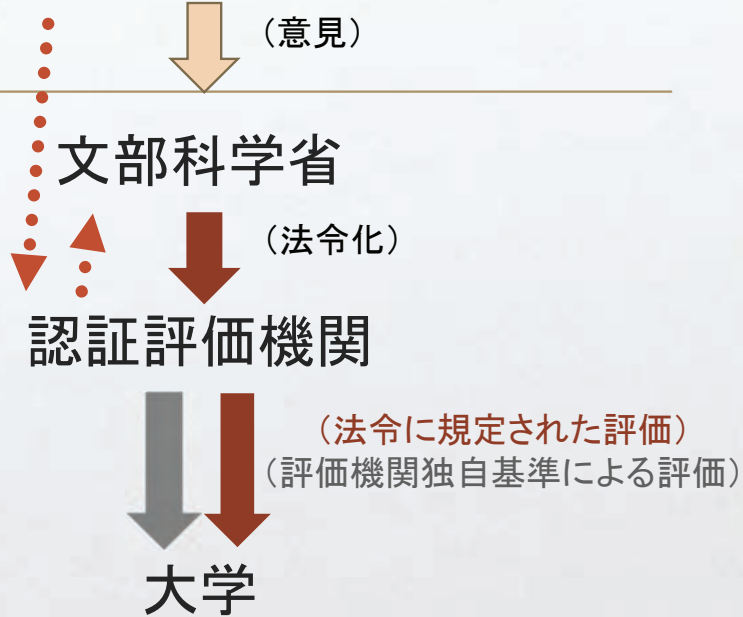 （意見）
文部科学省
（法令化）
認証評価機関
（法令に規定された評価）
（評価機関独自基準による評価）
大学